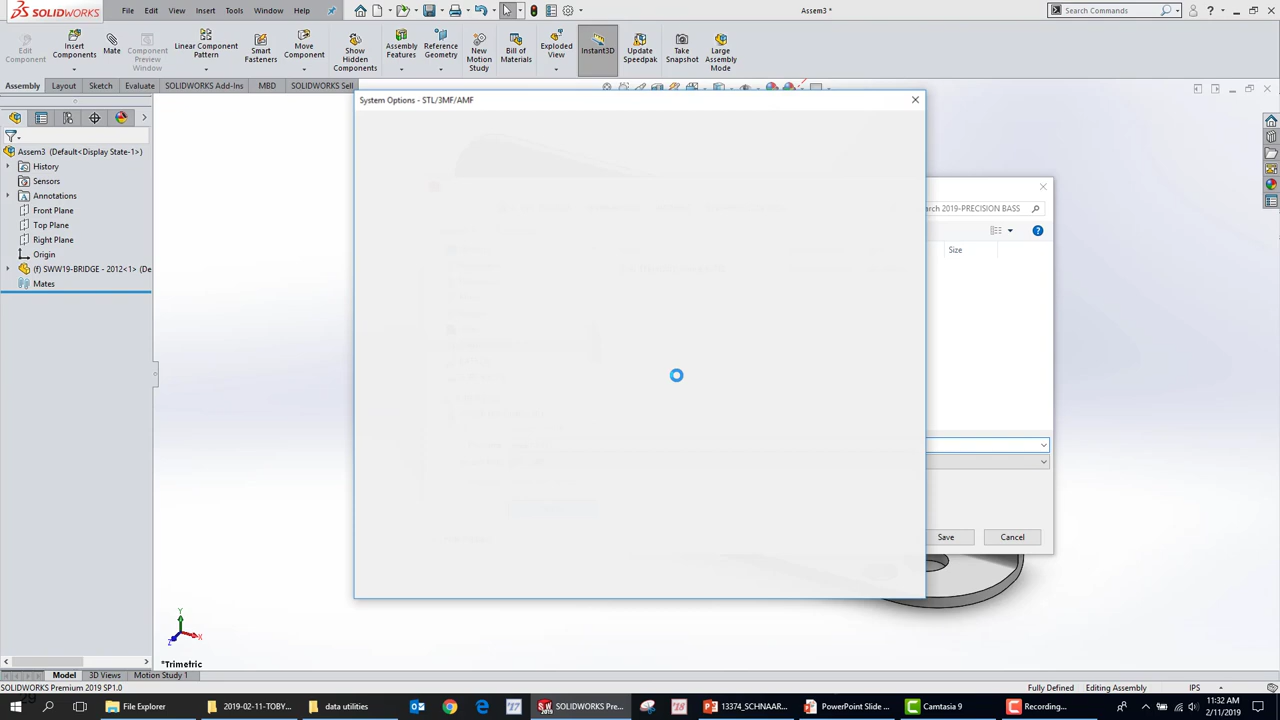 SOLIDWORKS
File
Edit
View
Insert
Tools
Window
Help
Assem3 *
Search Commands
Edit Component
Insert Components
Mate
Component Preview Window
Linear Component Pattern
Smart Fasteners
Move Component
Show Hidden Components
Assembly Features
Reference Geometry
New Motion Study
Bill of Materials
Exploded View
Instant3D
Update Speedpak
Take Snapshot
Large Assembly Mode
Assembly
Layout
Sketch
Evaluate
SOLIDWORKS Add-Ins
MBD
SOLIDWORKS Sell
System Options - STL/3MF/AMF
Assem3 (Default<Display State-1>)
History
Sensors
Annotations
Front Plane
Top Plane
Right Plane
Origin
(f) SWW19-BRIDGE - 2012<1> (De
Mates
arch 2019-PRECISION BASS
Size
Save
Cancel
Y
X
Z
*Trimetric
Model
3D Views
Motion Study 1
SOLIDWORKS Premium 2019 SP1.0
Fully Defined
Editing Assembly
IPS
29
File Explorer
2019-02-11-TOBY...
data utilities
'17
2019
SOLIDWORKS Pre...
'18
13374_SCHNAAR...
PowerPoint Slide ...
Camtasia 9
Recording...
11:32 AM
2/11/2019